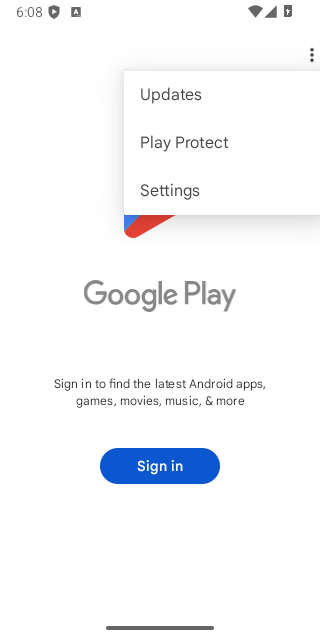 6:08
Updates
Play Protect
Settings
Google Play
Sign in to find the latest Android apps,
games, movies, music, & more
Sign in